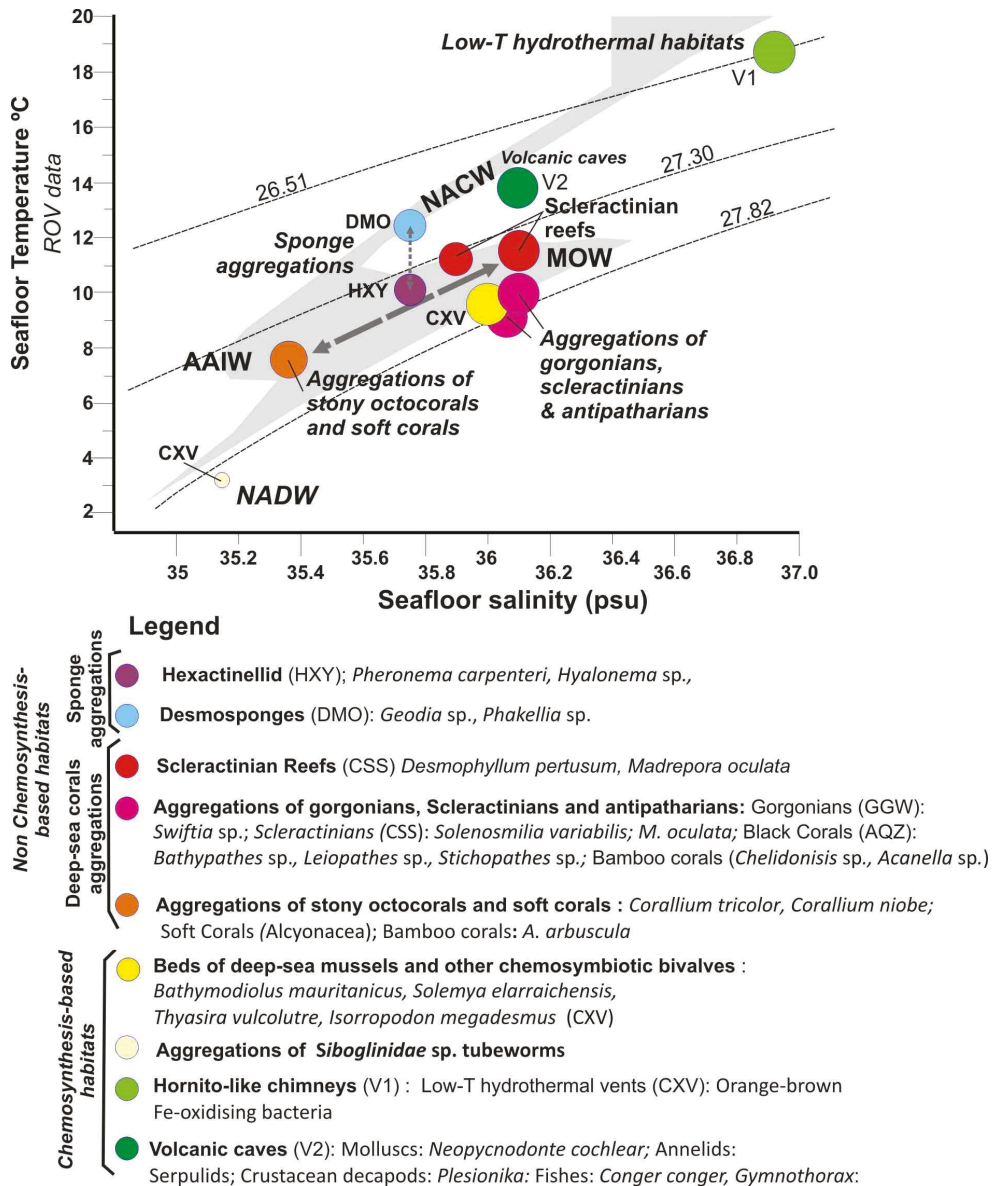 20
18
16
14
12
10
8
6
4
2
Seafloor Temperature ºC
ROV data
Low-T hydrothermal habitats
V1
26.51
27.30
27.82
NACW
Volcanic caves
V2
DMO
Scleractinian
reefs
Sponge
aggregations
MOW
HXY
CXV
AAIW
Aggregations of
stony octocorals
and soft corals
Aggregations of
gorgonians,
scleractinians
& antipatharians
CXV
NADW
35
35.2
35.4
35.6
35.8
36
36.2
36.4
36.6
36.8
37.0
Seafloor salinity (psu)
Legend
Non Chemosynthesis-
based habitats
Sponge
aggregations
Hexactinellid (HXY); Pheronema carpenteri, Hyalonema sp.,
Desmosponges (DMO): Geodia sp., Phakellia sp.
Deep-sea corals
aggregations
Scleractinian Reefs (CSS) Desmophyllum pertusum, Madrepora oculata
Aggregations of gorgonians, Scleractinians and antipatharians: Gorgonians (GGW):
Swiftia sp.; Scleractinians (CSS): Solenosmilia variabilis; M. oculata; Black Corals (AQZ):
Bathypathes sp., Leiopathes sp., Stichopathes sp.; Bamboo corals (Chelidonisis sp., Acanella sp.)
Aggregations of stony octocorals and soft corals : Corallium tricolor, Corallium niobe;
Soft Corals (Alcyonacea); Bamboo corals: A. arbuscula
Chemosynthesis-based
habitats
Beds of deep-sea mussels and other chemosymbiotic bivalves :
Bathymodiolus mauritanicus, Solemya elarraichensis,
Thyasira vulcolutre, Isorropodon megadesmus (CXV)
Aggregations of Siboglinidae sp. tubeworms
Hornito-like chimneys (V1) : Low-T hydrothermal vents (CXV): Orange-brown
Fe-oxidising bacteria
Volcanic caves (V2): Molluscs: Neopycnodonte cochlear; Annelids:
Serpulids; Crustacean decapods: Plesionika: Fishes: Conger conger, Gymnothorax: